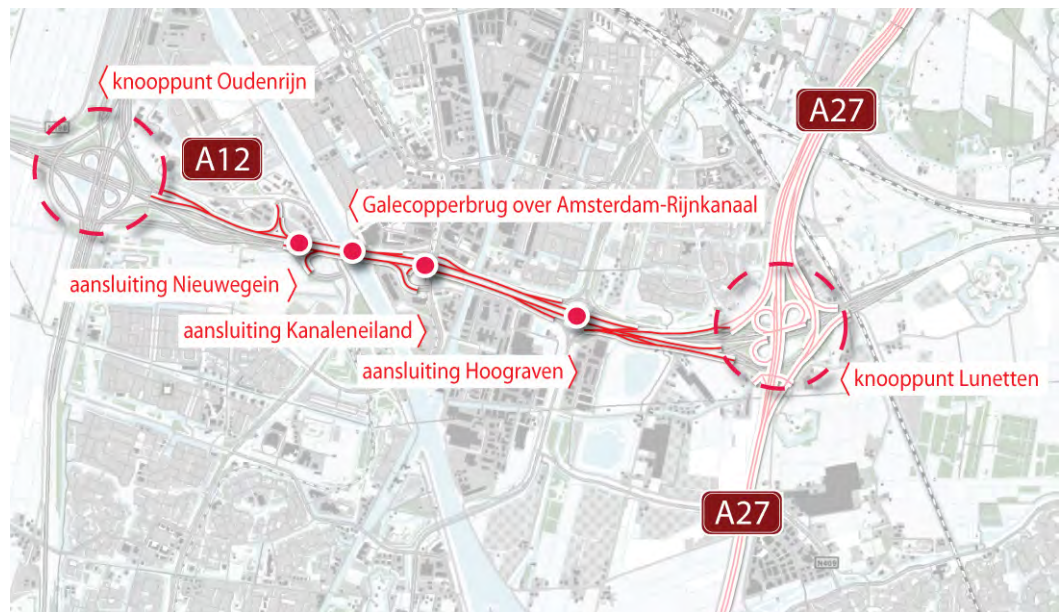 knooppunt Oudenrijn
A27
A12
Galecopperbrug over Amsterdam-Rijnkanaal
aansluiting Nieuwegein
aansluiting Kanaleneiland
aansluiting Hoograven
knooppunt Lunetten
A27